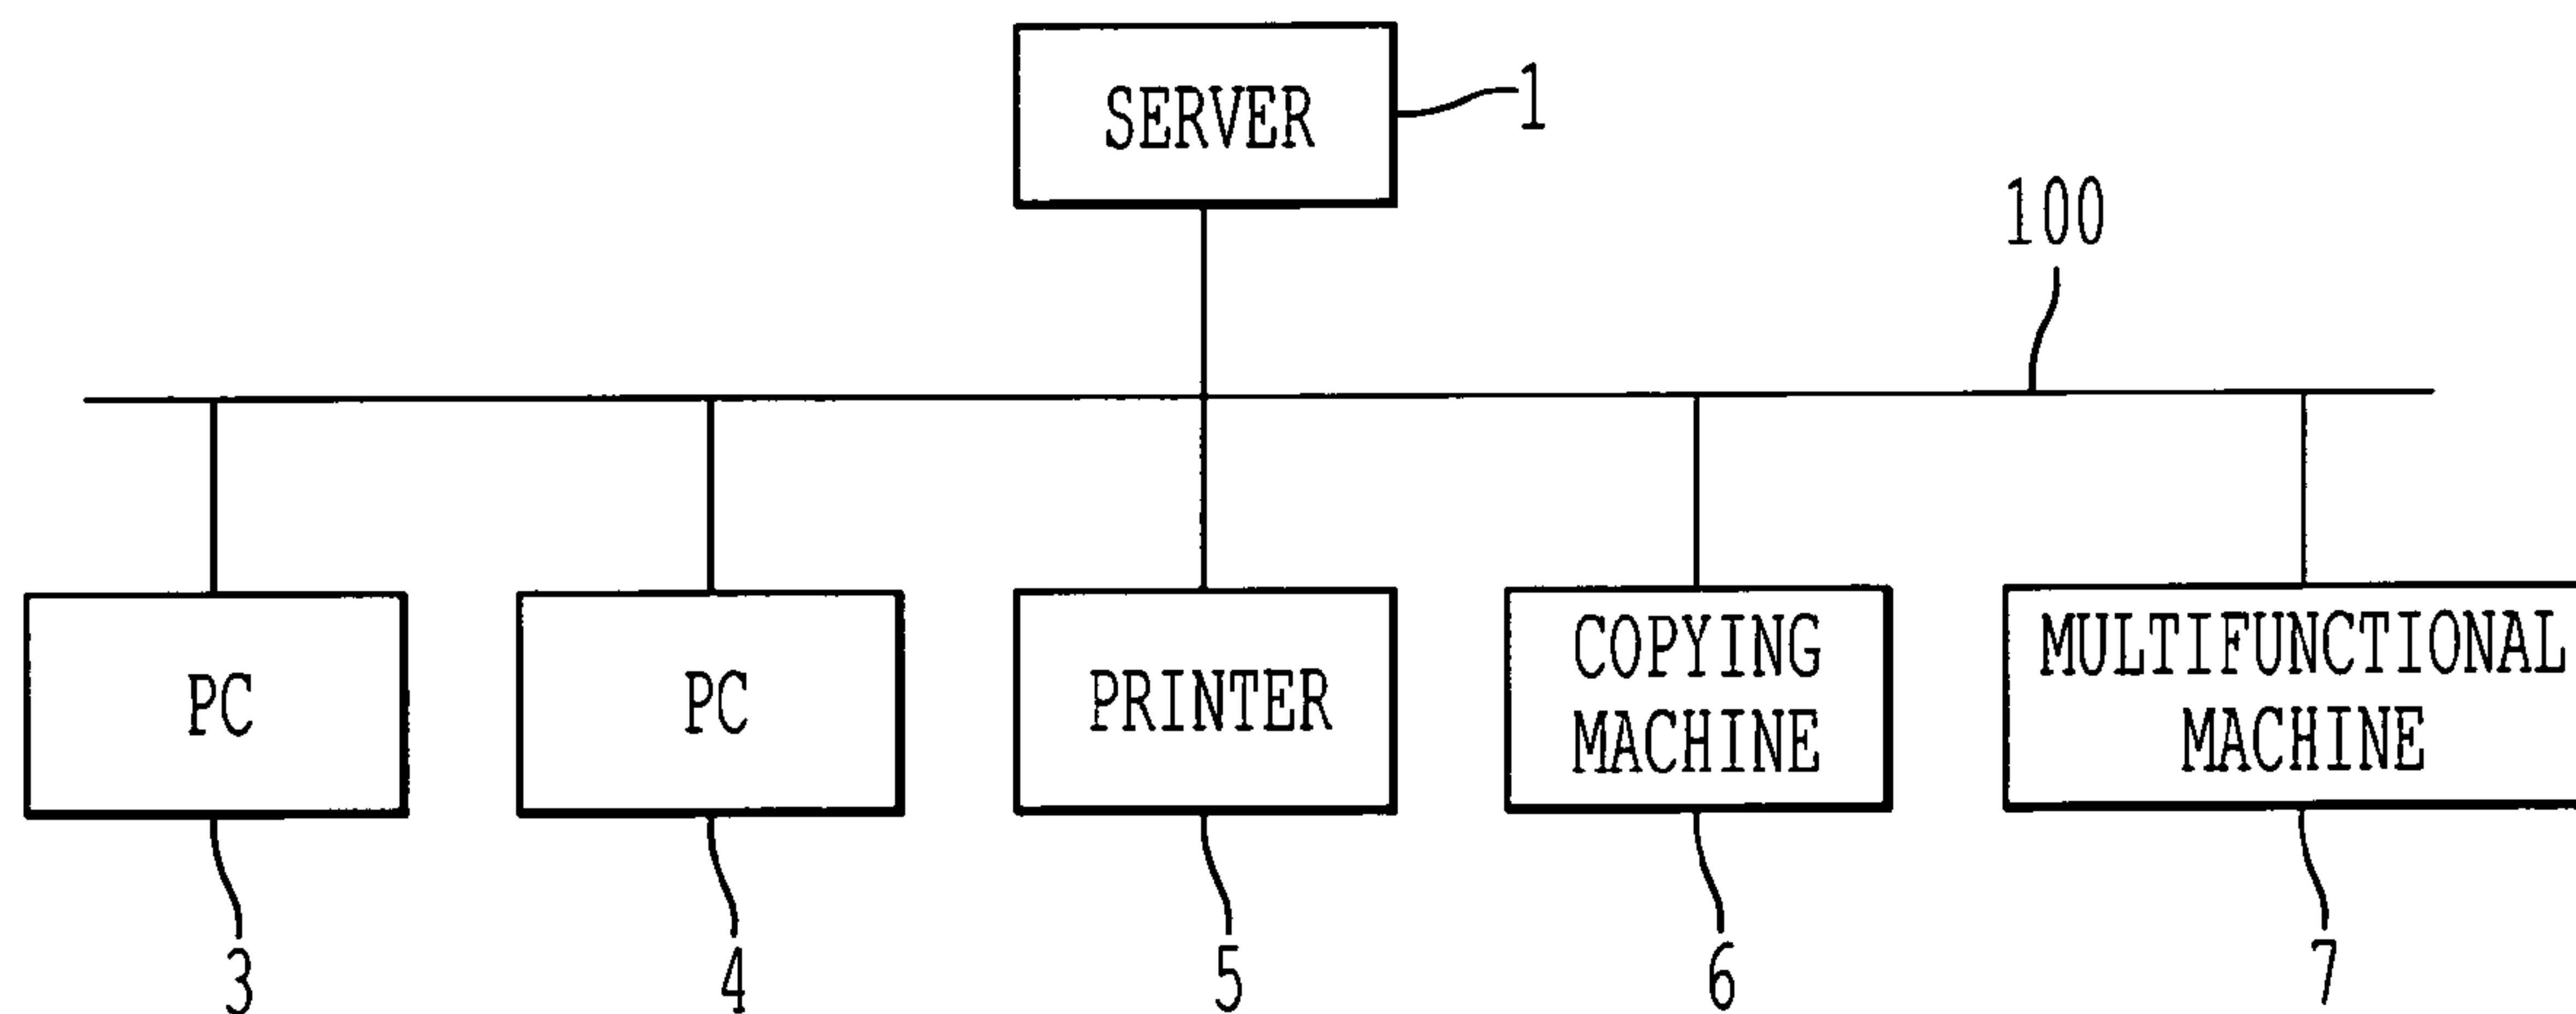 SERVER
1
100
PC
PC
PRINTER
COPYING
MACHINE
MULTIFUNCTIONAL
MACHINE
3
4
5
6
7